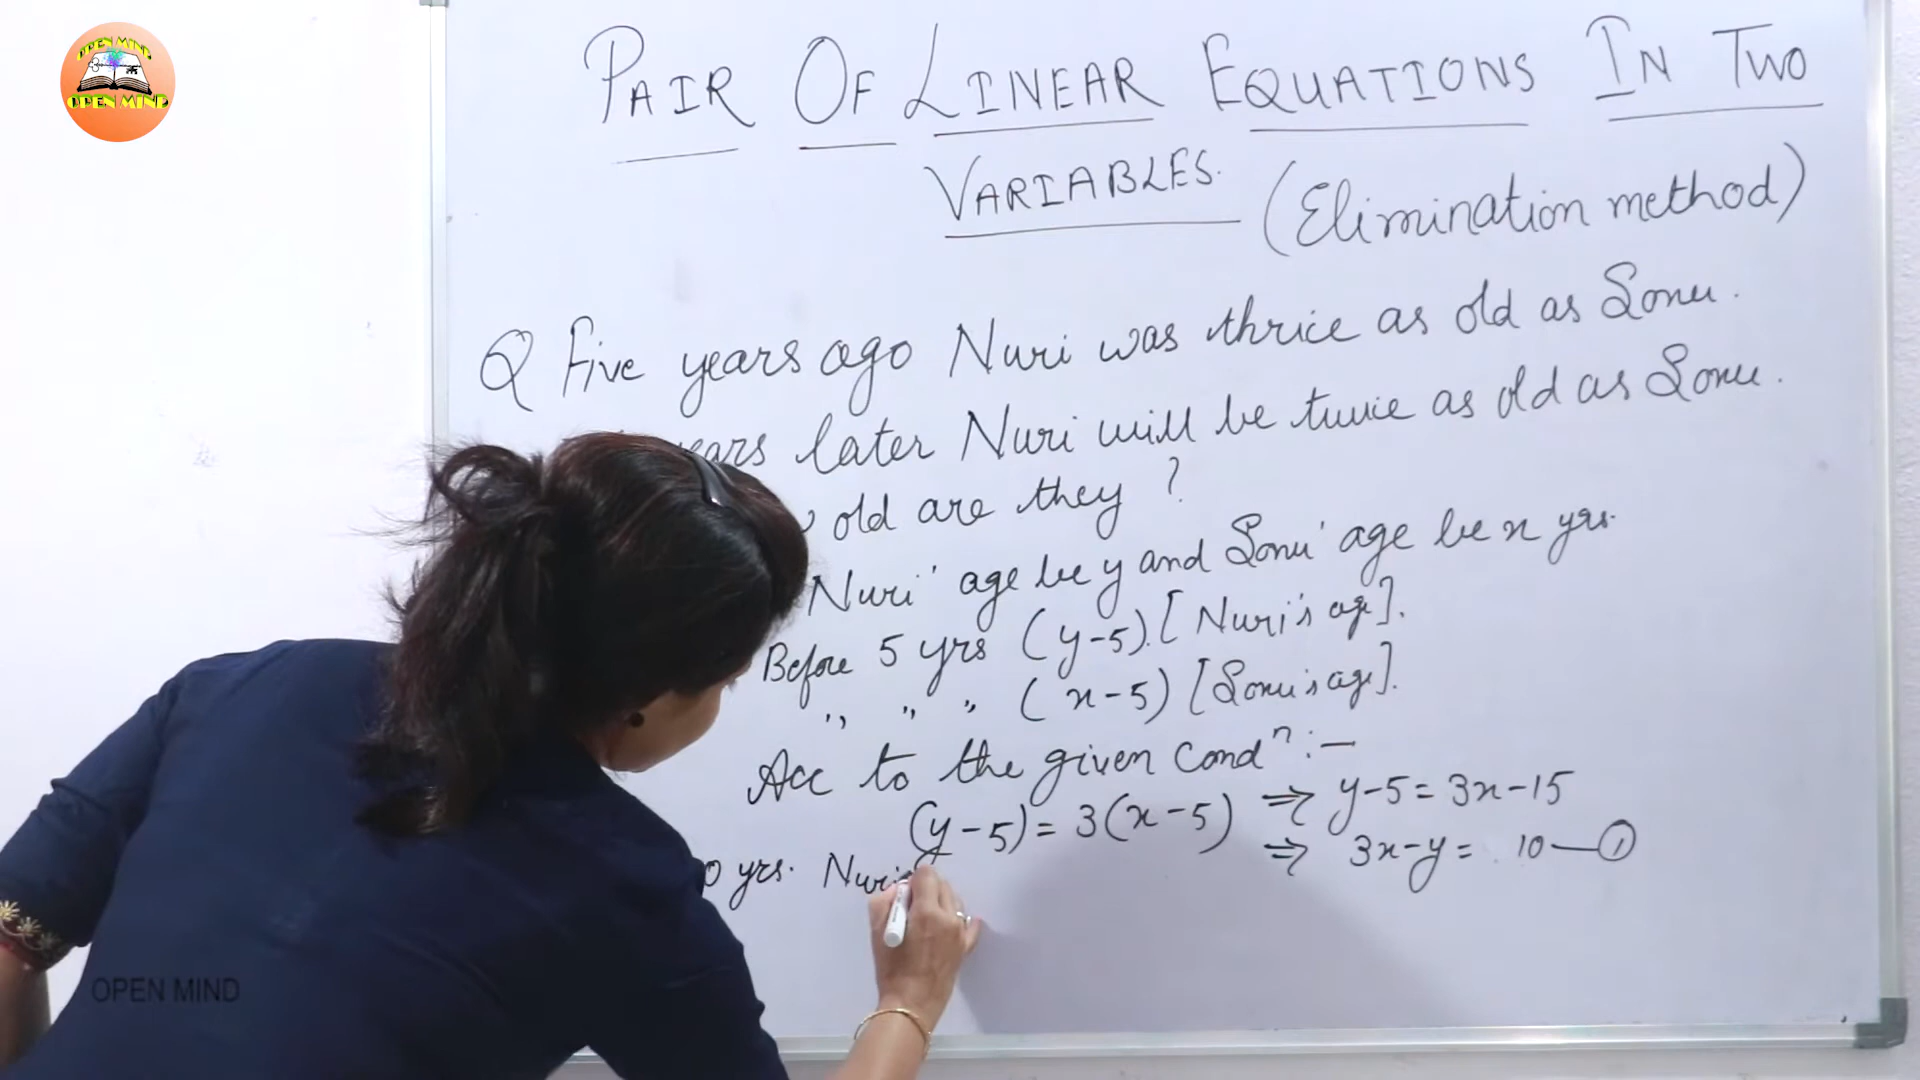 OPEN MIND
OPEN MIND
PAIR OF LINEAR EQUATIONS IN TWO
VARIABLES. (Elimination method)
Q Five years ago Nuri was thrice as old as Sonu.
years later Nuri will be twice as old as Sonu.
old are they?
Nuri' age be y and Sonu' age be x yrs.
Before 5 yrs (y-5). [Nuri's age].
" " " (x-5) [Sonu's age].
Acc to the given condⁿ:-
(y-5) = 3(x-5) ⇒ y-5 = 3x-15
⇒ 3x-y = 10 — ①
yrs. Nuri's
OPEN MIND